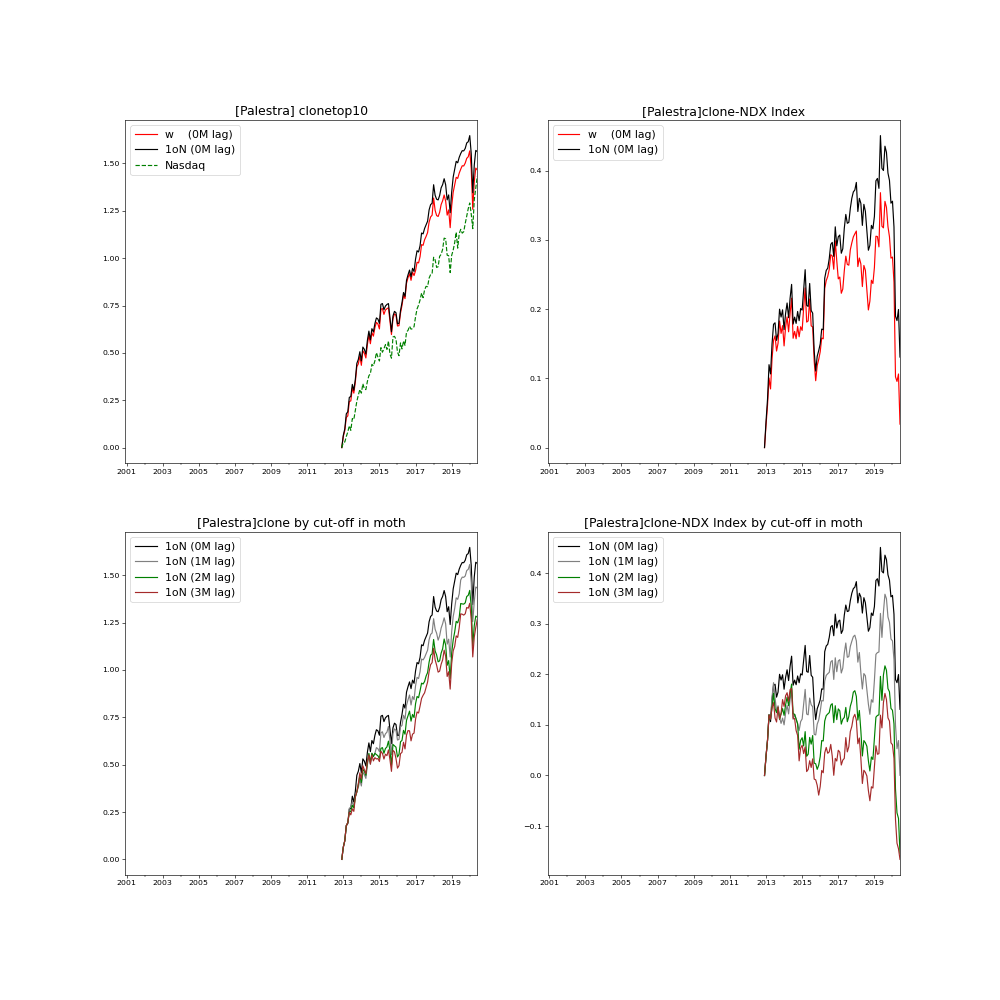 [Palestra] clonetop10
w    (0M lag)
1oN (0M lag)
Nasdaq
1.50
1.25
1.00
0.75
0.50
0.25
0.00
2001 2003 2005 2007 2009 2011 2013 2015 2017 2019
[Palestra]clone-NDX Index
w    (0M lag)
1oN (0M lag)
0.4
0.3
0.2
0.1
0.0
2001 2003 2005 2007 2009 2011 2013 2015 2017 2019
[Palestra]clone by cut-off in moth
1oN (0M lag)
1oN (1M lag)
1oN (2M lag)
1oN (3M lag)
1.50
1.25
1.00
0.75
0.50
0.25
0.00
2001 2003 2005 2007 2009 2011 2013 2015 2017 2019
[Palestra]clone-NDX Index by cut-off in moth
1oN (0M lag)
1oN (1M lag)
1oN (2M lag)
1oN (3M lag)
0.4
0.3
0.2
0.1
0.0
−0.1
2001 2003 2005 2007 2009 2011 2013 2015 2017 2019